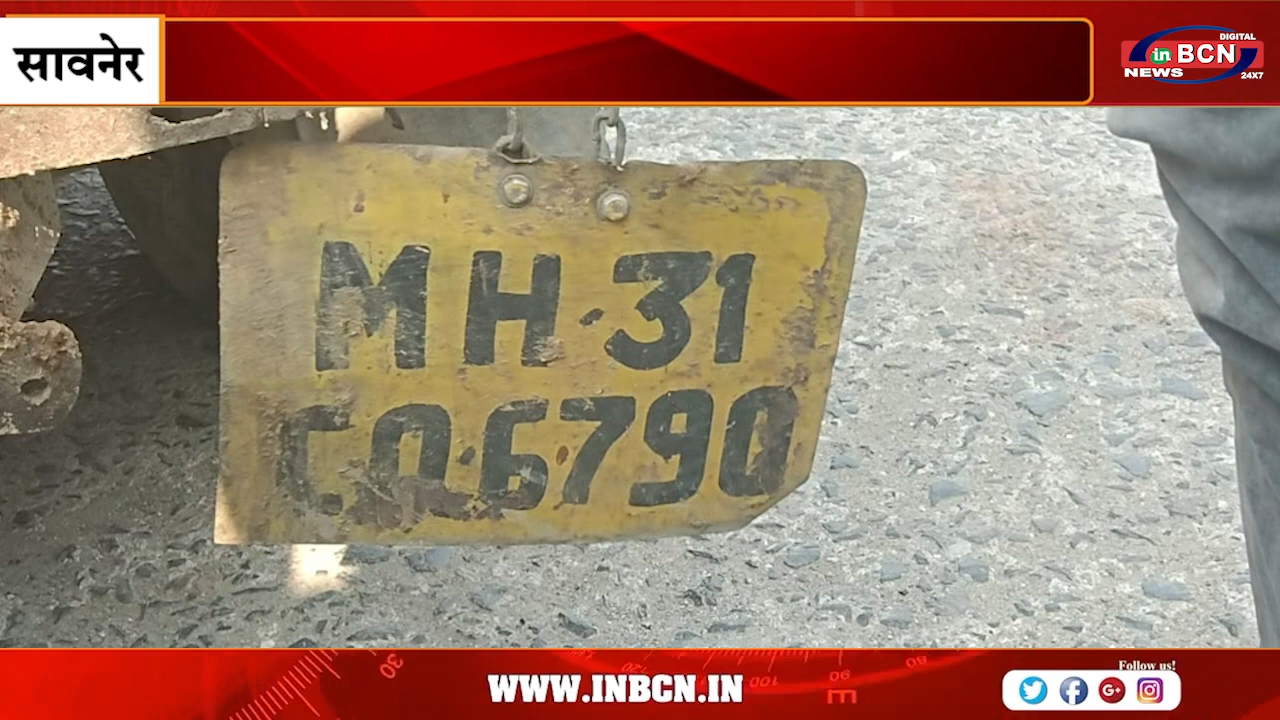 सावनेर
DIGITAL
in BCN
NEWS 24X7
MH·31
CQ·6790
WWW.INBCN.IN
Follow us!